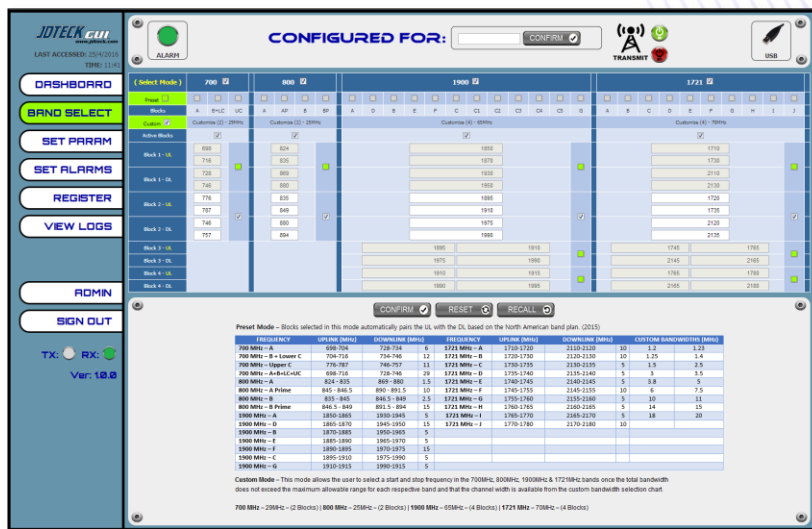 JDTECK GUI
www.jdteck.com
LAST ACCESSED: 25/4/2016
TIME: 11:41
ALARM
CONFIGURED FOR:
CONFIRM
TRANSMIT
USB
DASHBOARD
BAND SELECT
SET PARAM
SET ALARMS
REGISTER
VIEW LOGS
ADMIN
SIGN OUT
TX: RX:
Ver: 1.0.0
( Select Mode ) 700 800 1900 1721
Preset
Blocks A B+LC UC A AP B BP A D B E F C C1 C2 C3 C4 C5 G A B C D E F G H I J
Custom Customise (2) - 29MHz Customise (2) - 25MHz Customise (4) - 65MHz Customise (4) - 70MHz
Active Blocks
Block 1 - UL 698 824 1850 1710
716 835 1870 1730
Block 1 - DL 728 869 1930 2110
746 880 1950 2130
Block 2 - UL 776 835 1895 1720
787 849 1910 1735
Block 2 - DL 746 880 1975 2120
757 894 1990 2135
Block 3 - UL 1895 1910 1745 1765
Block 3 - DL 1975 1990 2145 2165
Block 4 - UL 1910 1915 1765 1780
Block 4 - DL 1990 1995 2165 2180
CONFIRM RESET RECALL
Preset Mode – Blocks selected in this mode automatically pairs the UL with the DL based on the North American band plan. (2015)
FREQUENCY UPLINK (MHz) DOWNLINK (MHz) FREQUENCY UPLINK (MHz) DOWNLINK (MHz) CUSTOM BANDWIDTHS (MHz)
700 MHz – A 698-704 728-734 6 1721 MHz – A 1710-1720 2110-2120 10 1.2 1.23
700 MHz – B + Lower C 704-716 734-746 12 1721 MHz – B 1720-1730 2120-2130 10 1.25 1.4
700 MHz – Upper C 776-787 746-757 11 1721 MHz – C 1730-1735 2130-2135 5 1.5 2.5
700 MHz – A+B+LC+UC 698-716 728-746 29 1721 MHz – D 1735-1740 2135-2140 5 3 3.5
800 MHz – A 824 - 835 869 - 880 1.5 1721 MHz – E 1740-1745 2140-2145 5 3.8 5
800 MHz – A Prime 845 - 846.5 890 - 891.5 10 1721 MHz – F 1745-1755 2145-2155 10 6 7.5
800 MHz – B 835 - 845 846.5 - 849 2.5 1721 MHz – G 1755-1760 2155-2160 5 10 11
800 MHz – B Prime 846.5 - 849 891.5 - 894 15 1721 MHz – H 1760-1765 2160-2165 5 14 15
1900 MHz – A 1850-1865 1930-1945 5 1721 MHz – I 1765-1770 2165-2170 5 18 20
1900 MHz – D 1865-1870 1945-1950 15 1721 MHz – J 1770-1780 2170-2180 10
1900 MHz – B 1870-1885 1950-1965 5
1900 MHz – E 1885-1890 1965-1970 5
1900 MHz – F 1890-1895 1970-1975 15
1900 MHz – C 1895-1910 1975-1990 5
1900 MHz – G 1910-1915 1990-1915 5
Custom Mode – This mode allows the user to select a start and stop frequency in the 700MHz, 800MHz, 1900MHz & 1721MHz bands once the total bandwidth
does not exceed the maximum allowable range for each respective band and that the channel width is available from the custom bandwidth selection chart.
700 MHz – 29MHz – (2 Blocks) | 800 MHz – 25MHz – (2 Blocks) | 1900 MHz – 65MHz – (4 Blocks) | 1721 MHz – 70MHz – (4 Blocks)